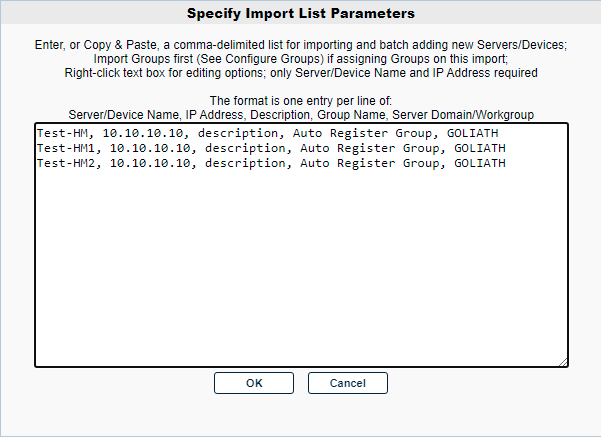 Specify Import List Parameters
Enter, or Copy & Paste, a comma-delimited list for importing and batch adding new Servers/Devices;
Import Groups first (See Configure Groups) if assigning Groups on this import;
Right-click text box for editing options; only Server/Device Name and IP Address required
The format is one entry per line of:
Server/Device Name, IP Address, Description, Group Name, Server Domain/Workgroup
Test-HM, 10.10.10.10, description, Auto Register Group, GOLIATH
Test-HM1, 10.10.10.10, description, Auto Register Group, GOLIATH
Test-HM2, 10.10.10.10, description, Auto Register Group, GOLIATH
OK Cancel